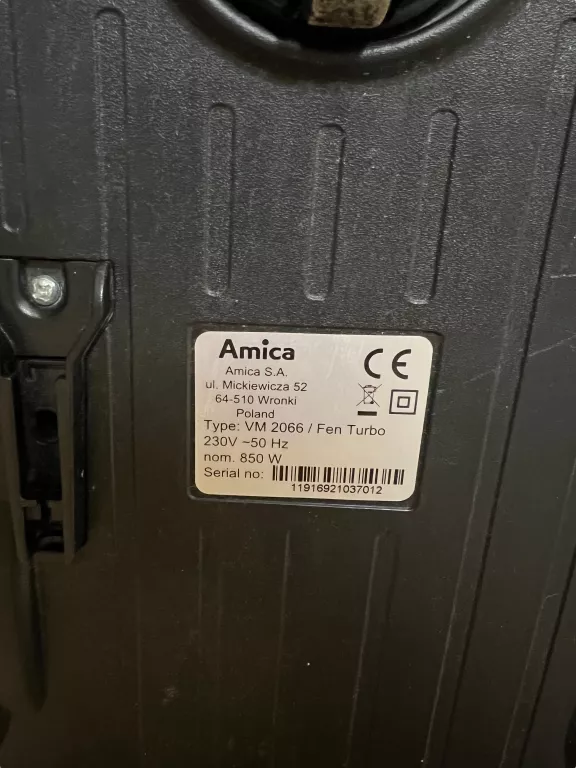 Amica
Amica S.A.
ul. Mickiewicza 52
64-510 Wronki
Poland
CE
Type: VM 2066 / Fen Turbo
230V ~50 Hz
nom. 850 W
Serial no:
11916921037012